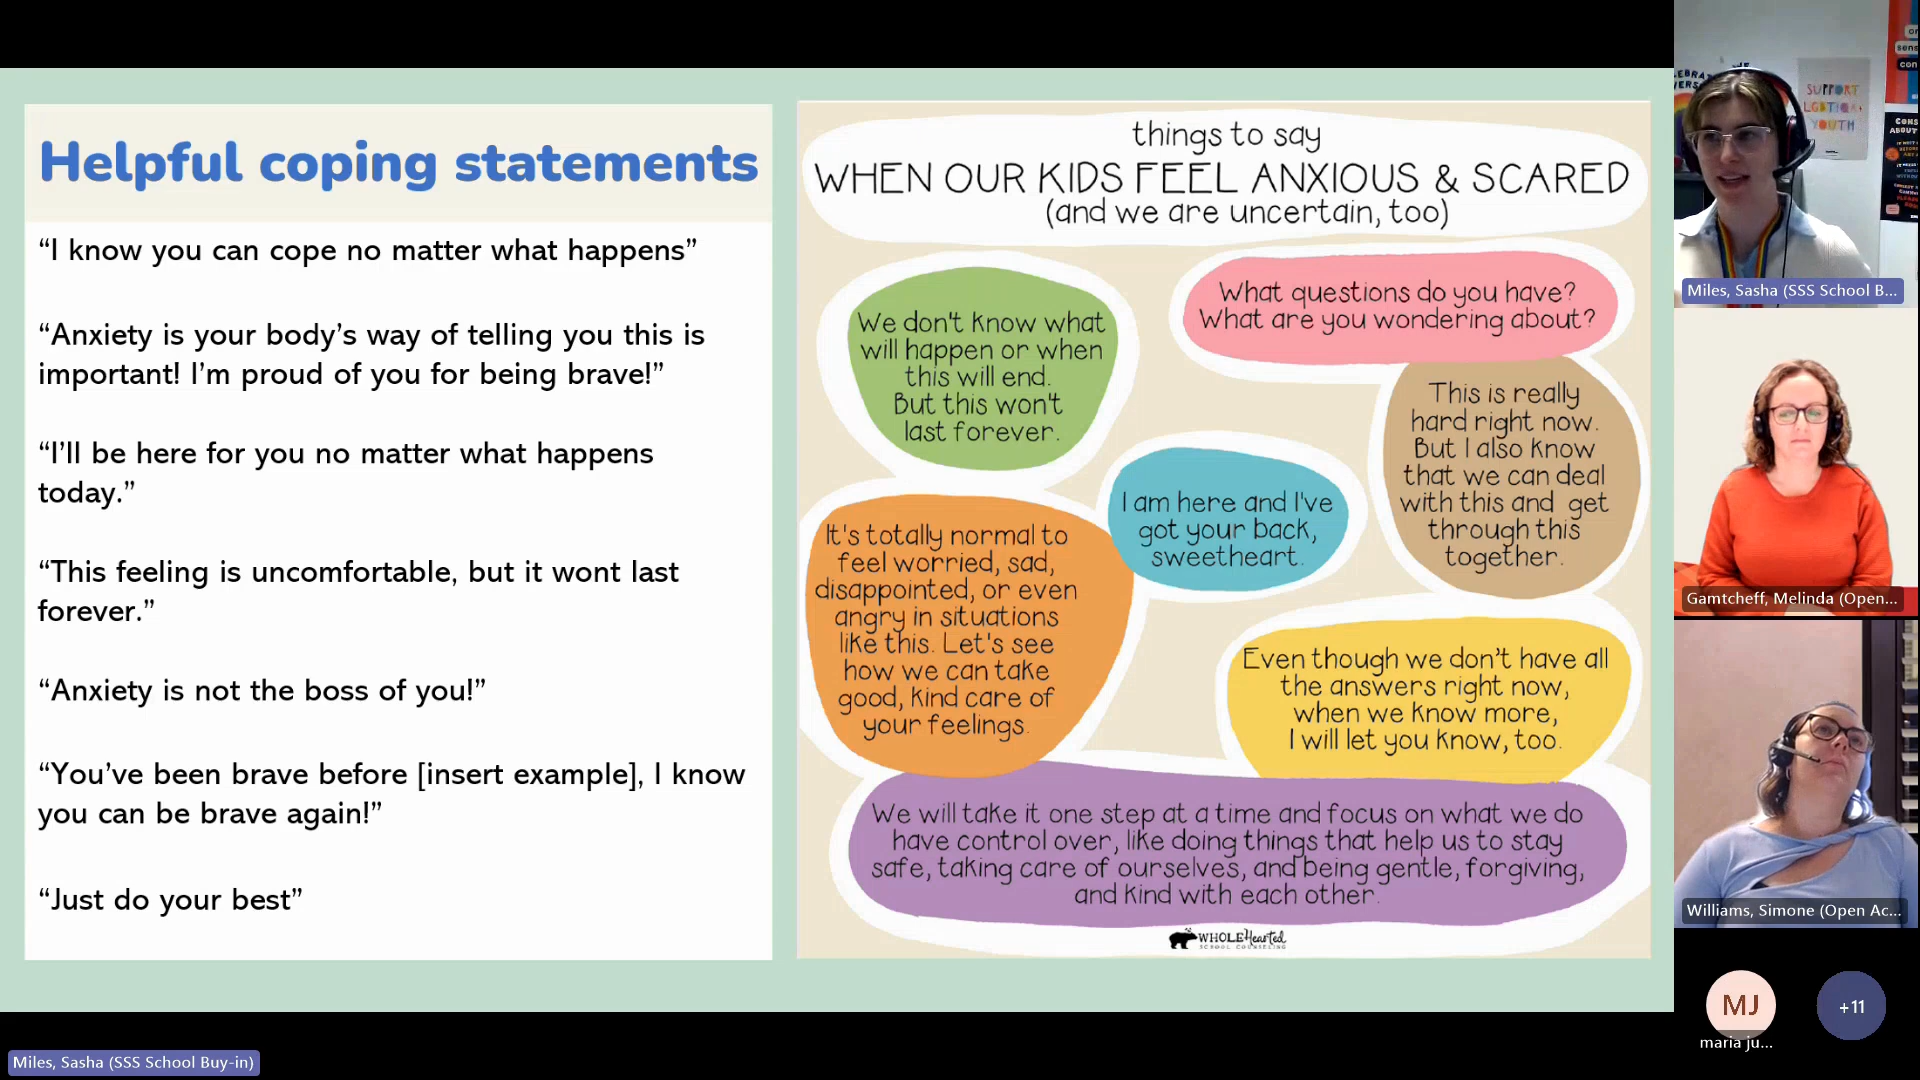 Helpful coping statements
“I know you can cope no matter what happens”
“Anxiety is your body’s way of telling you this is
important! I’m proud of you for being brave!”
“I’ll be here for you no matter what happens
today.”
“This feeling is uncomfortable, but it wont last
forever.”
“Anxiety is not the boss of you!”
“You’ve been brave before [insert example], I know
you can be brave again!”
“Just do your best”
things to say
WHEN OUR KIDS FEEL ANXIOUS & SCARED
(and we are uncertain, too)
We don't know what
will happen or when
this will end.
But this won't
last forever.
What questions do you have?
What are you wondering about?
This is really
hard right now.
But I also know
that we can deal
with this and get
through this
together.
I am here and I've
got your back,
sweetheart.
It's totally normal to
feel worried, sad,
disappointed, or even
angry in situations
like this. Let's see
how we can take
good, kind care of
your feelings.
Even though we don't have all
the answers right now,
when we know more,
I will let you know, too.
We will take it one step at a time and focus on what we do
have control over, like doing things that help us to stay
safe, taking care of ourselves, and being gentle, forgiving,
and kind with each other.
WHOLEHearted
SCHOOL COUNSELING
SUPPORT
LGBTIQA+
YOUTH
Miles, Sasha (SSS School B...
Gamtcheff, Melinda (Open...
Williams, Simone (Open Ac...
MJ
+11
maria ju...
Miles, Sasha (SSS School Buy-in)